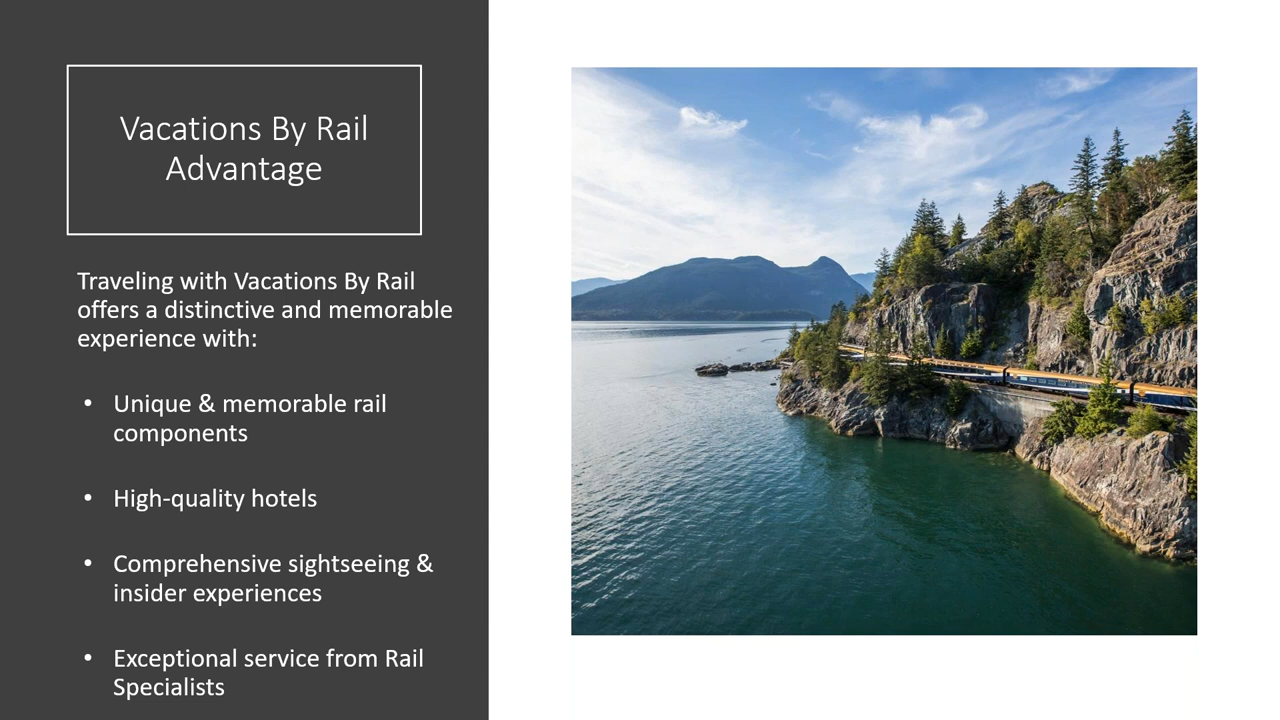 Vacations By Rail
Advantage
Traveling with Vacations By Rail
offers a distinctive and memorable
experience with:
• Unique & memorable rail
components
• High-quality hotels
• Comprehensive sightseeing &
insider experiences
• Exceptional service from Rail
Specialists